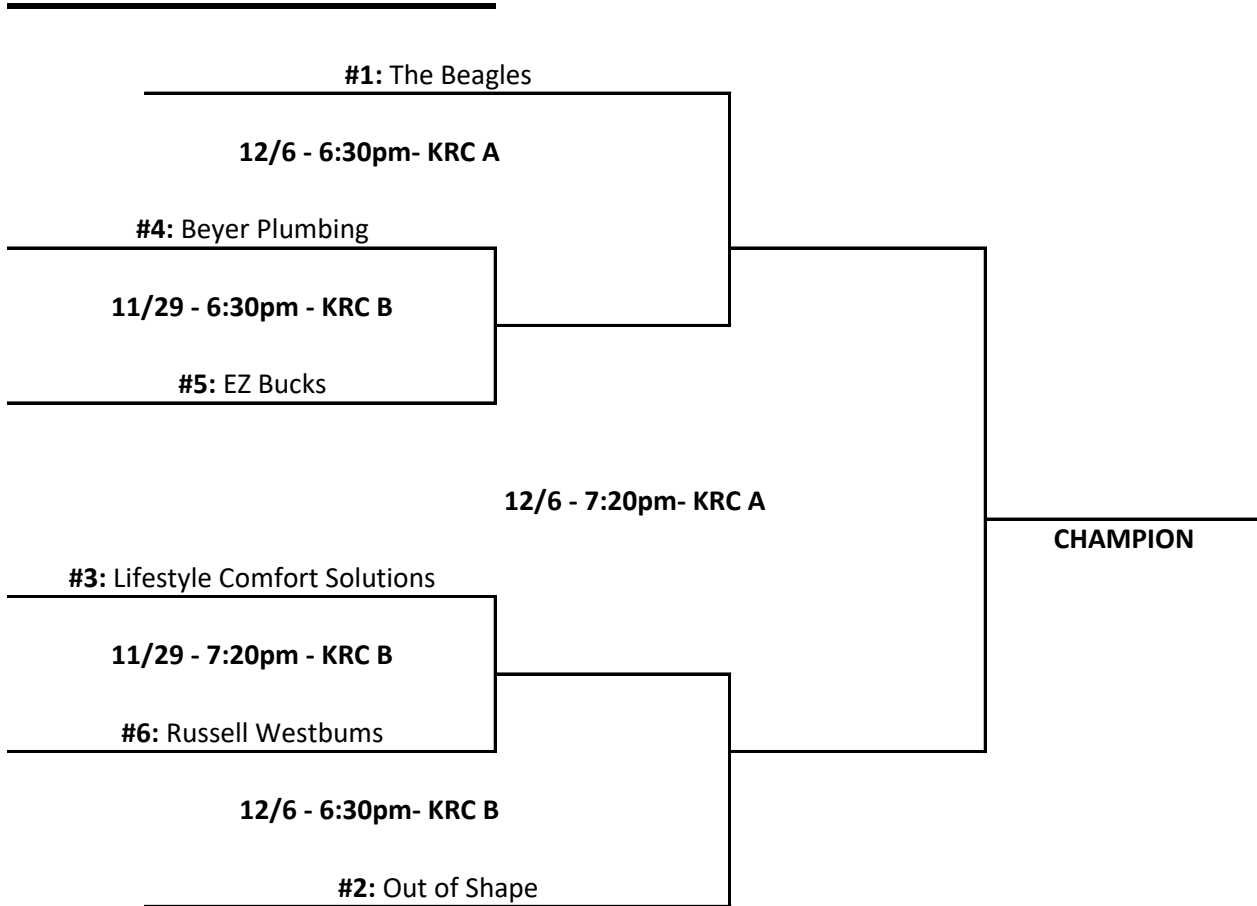 #1: The Beagles
12/6 - 6:30pm- KRC A
#4: Beyer Plumbing
11/29 - 6:30pm - KRC B
#5: EZ Bucks
12/6 - 7:20pm- KRC A
CHAMPION
#3: Lifestyle Comfort Solutions
11/29 - 7:20pm - KRC B
#6: Russell Westbums
12/6 - 6:30pm- KRC B
#2: Out of Shape